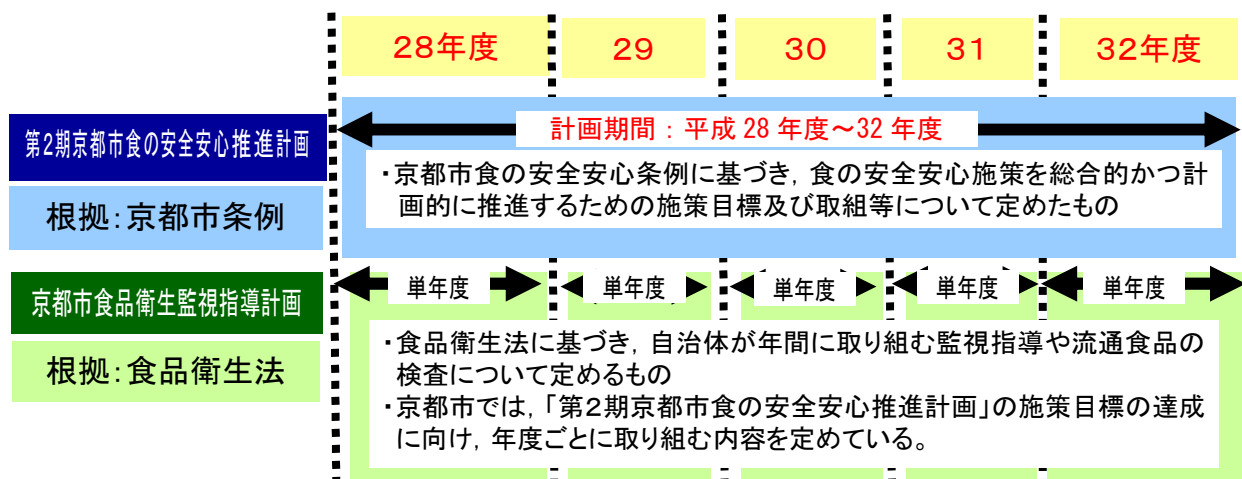 28年度 29 30 31 32年度
第2期京都市食の安全安心推進計画
根拠：京都市条例
計画期間：平成 28 年度～32 年度
・京都市食の安全安心条例に基づき，食の安全安心施策を総合的かつ計
画的に推進するための施策目標及び取組等について定めたもの
京都市食品衛生監視指導計画
根拠：食品衛生法
単年度 単年度 単年度 単年度 単年度
・食品衛生法に基づき，自治体が年間に取り組む監視指導や流通食品の
検査について定めるもの
・京都市では，「第２期京都市食の安全安心推進計画」の施策目標の達成
に向け，年度ごとに取り組む内容を定めている。